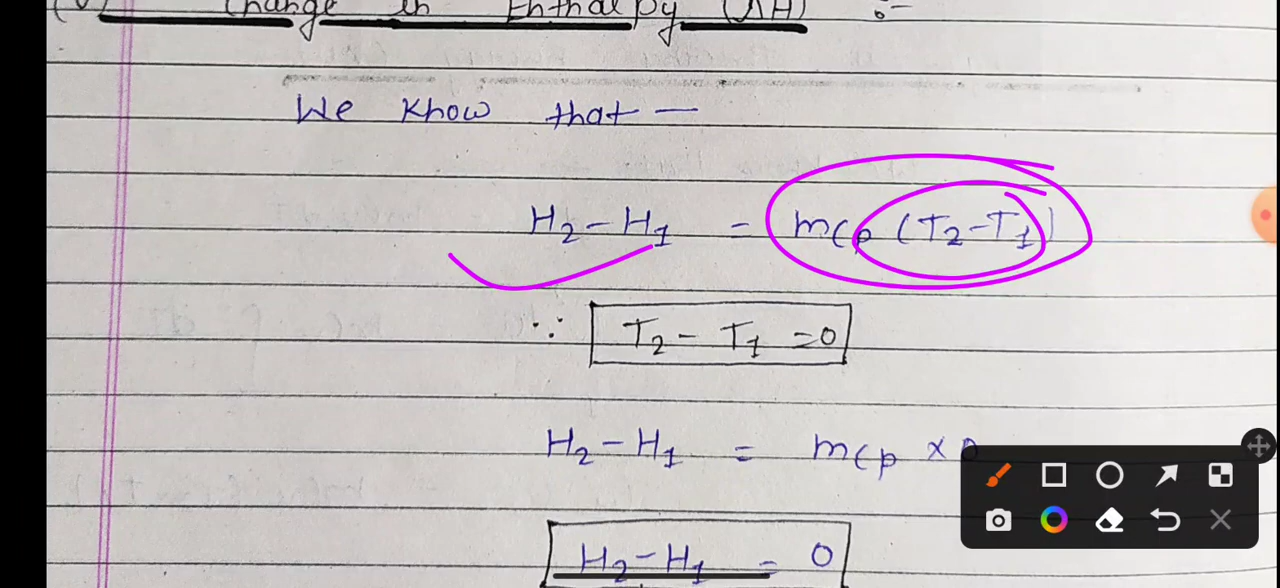 (v) Change in Enthalpy (ΔH) :-
We know that —
H₂ - H₁ = mcp (T₂ - T₁)
∵ T₂ - T₁ = 0
H₂ - H₁ = mcp × 0
H₂ - H₁ = 0